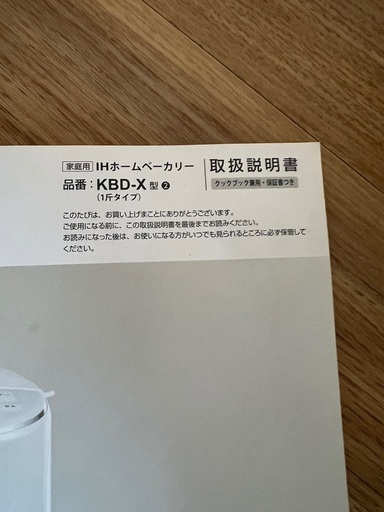 家庭用 IHホームベーカリー
品番：KBD-X 型❷
（1斤タイプ）
取扱説明書
クックブック兼用・保証書つき
このたびは、お買い上げまことにありがとうございます。
ご使用になる前に、この取扱説明書を最後までお読みください。
お読みになった後は、お使いになる方がいつでも見られるところに必ず保管して
ください。